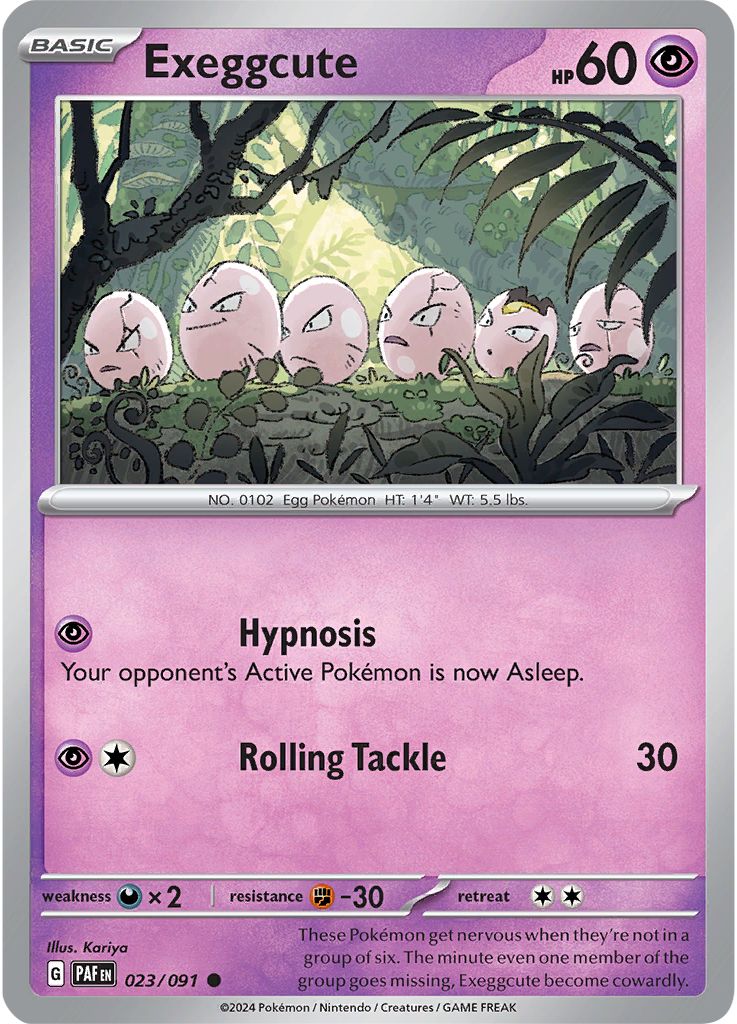 BASIC
Exeggcute
HP 60
NO. 0102 Egg Pokémon HT: 1'4" WT: 5.5 lbs.
Hypnosis
Your opponent's Active Pokémon is now Asleep.
Rolling Tackle 30
weakness ×2 resistance -30 retreat
Illus. Kariya
These Pokémon get nervous when they're not in a
group of six. The minute even one member of the
group goes missing, Exeggcute become cowardly.
G PAF EN 023/091
©2024 Pokémon / Nintendo / Creatures / GAME FREAK